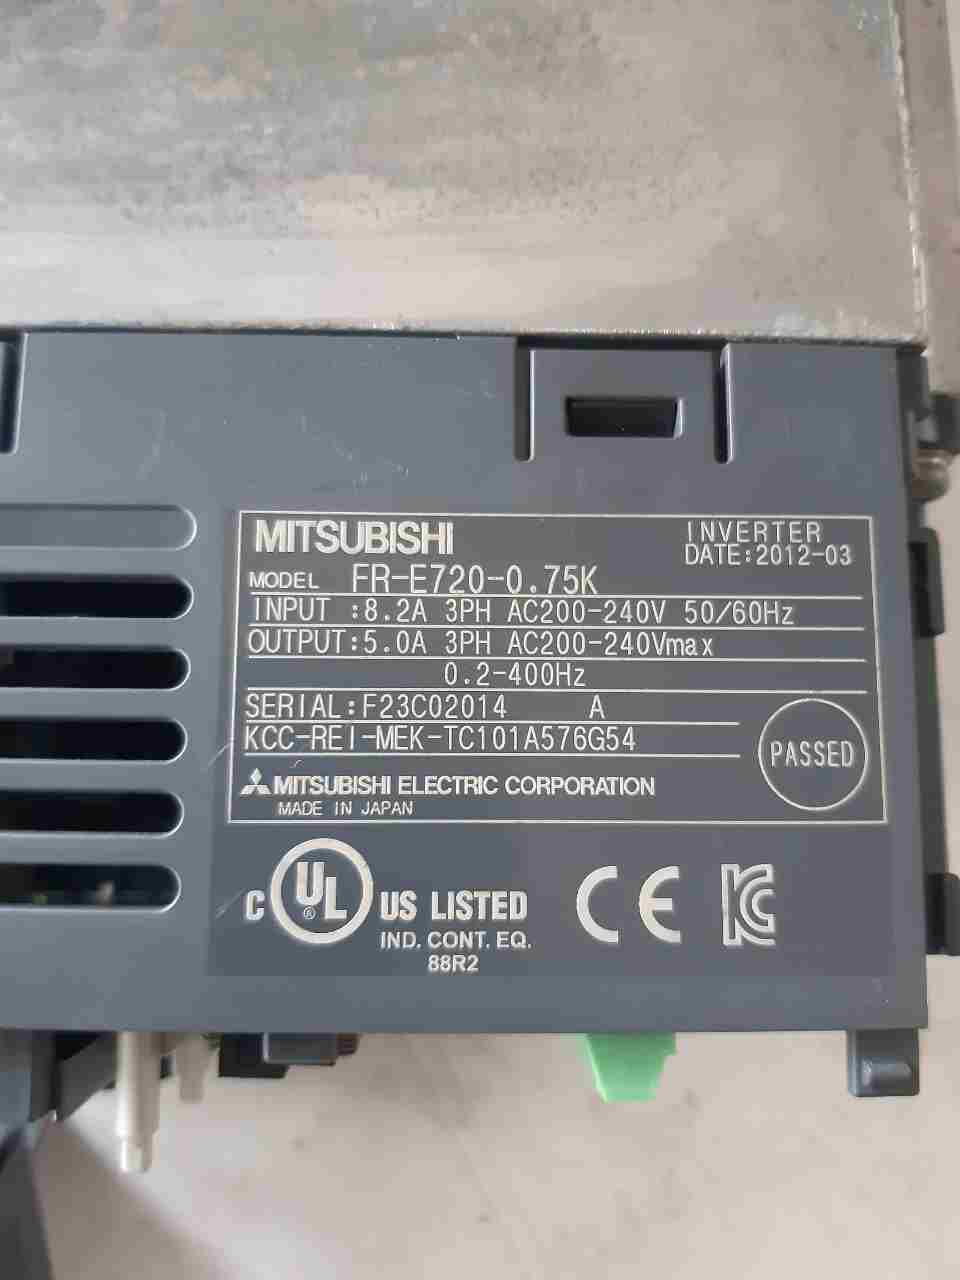 MITSUBISHI
INVERTER
DATE:2012-03
MODEL FR-E720-0.75K
INPUT :8.2A 3PH AC200-240V 50/60Hz
OUTPUT:5.0A 3PH AC200-240Vmax
0.2-400Hz
SERIAL:F23C02014 A
KCC-REI-MEK-TC101A576G54
PASSED
MITSUBISHI ELECTRIC CORPORATION
MADE IN JAPAN
C UL ® US LISTED
IND. CONT. EQ.
88R2
CE
KC